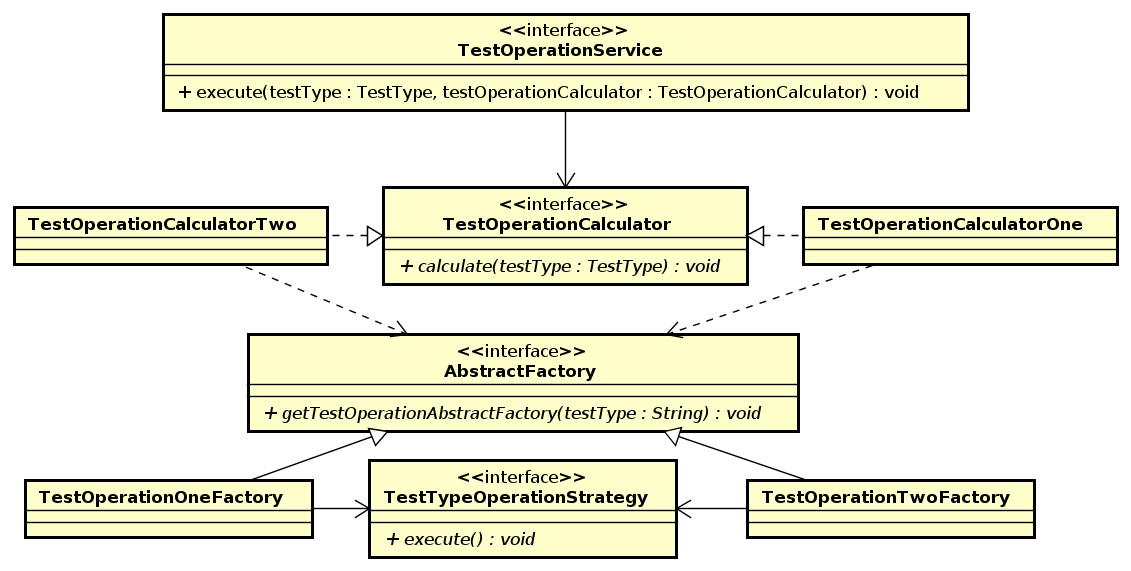 <<interface>>
TestOperationService
+ execute(testType : TestType, testOperationCalculator : TestOperationCalculator) : void
TestOperationCalculatorTwo
<<interface>>
TestOperationCalculator
+ calculate(testType : TestType) : void
TestOperationCalculatorOne
<<interface>>
AbstractFactory
+ getTestOperationAbstractFactory(testType : String) : void
TestOperationOneFactory
<<interface>>
TestTypeOperationStrategy
+ execute() : void
TestOperationTwoFactory